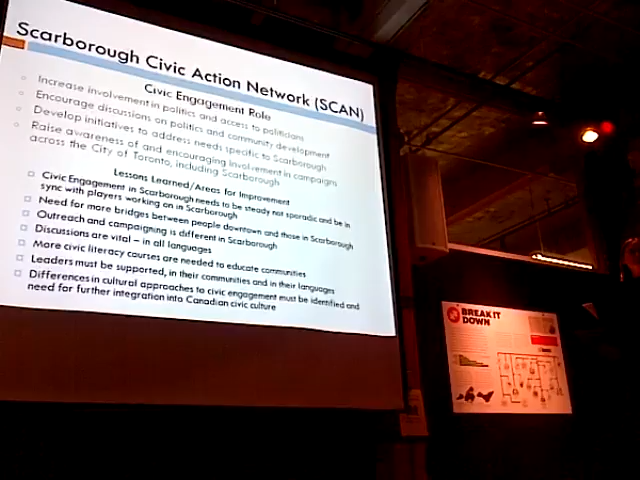 Scarborough Civic Action Network (SCAN)
Civic Engagement Role
Increase involvement in politics and access to politicians
Encourage discussions on politics and community development
Develop initiatives to address needs specific to Scarborough
Raise awareness of and encouraging involvement in campaigns
across the City of Toronto, including Scarborough
Lessons Learned/Areas for Improvement
Civic Engagement in Scarborough needs to be steady not sporadic and be in
sync with players working on in Scarborough
Need for more bridges between people downtown and those in Scarborough
Outreach and campaigning is different in Scarborough
Discussions are vital – in all languages
More civic literacy courses are needed to educate communities
Leaders must be supported, in their communities and in their languages
Differences in cultural approaches to civic engagement must be identified and
need for further integration into Canadian civic culture
BREAK IT
DOWN